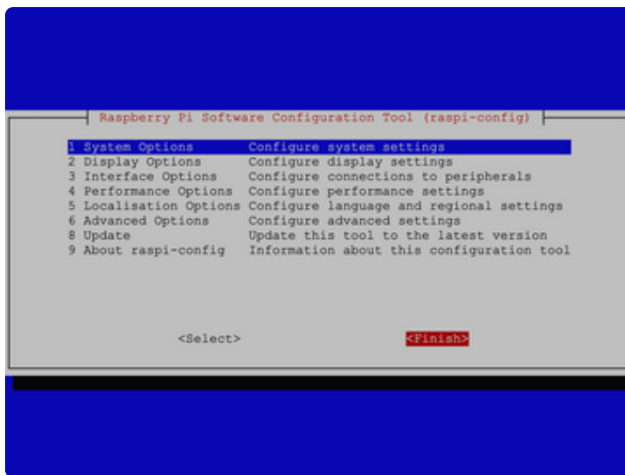 Raspberry Pi Software Configuration Tool (raspi-config)
1 System Options Configure system settings
2 Display Options Configure display settings
3 Interface Options Configure connections to peripherals
4 Performance Options Configure performance settings
5 Localisation Options Configure language and regional settings
6 Advanced Options Configure advanced settings
8 Update Update this tool to the latest version
9 About raspi-config Information about this configuration tool
<Select> <Finish>